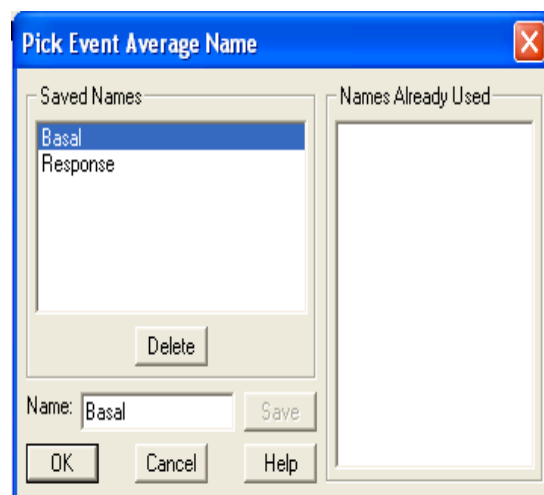 Pick Event Average Name
Saved Names
Basal
Response
Delete
Names Already Used
Name: Basal Save
OK Cancel Help